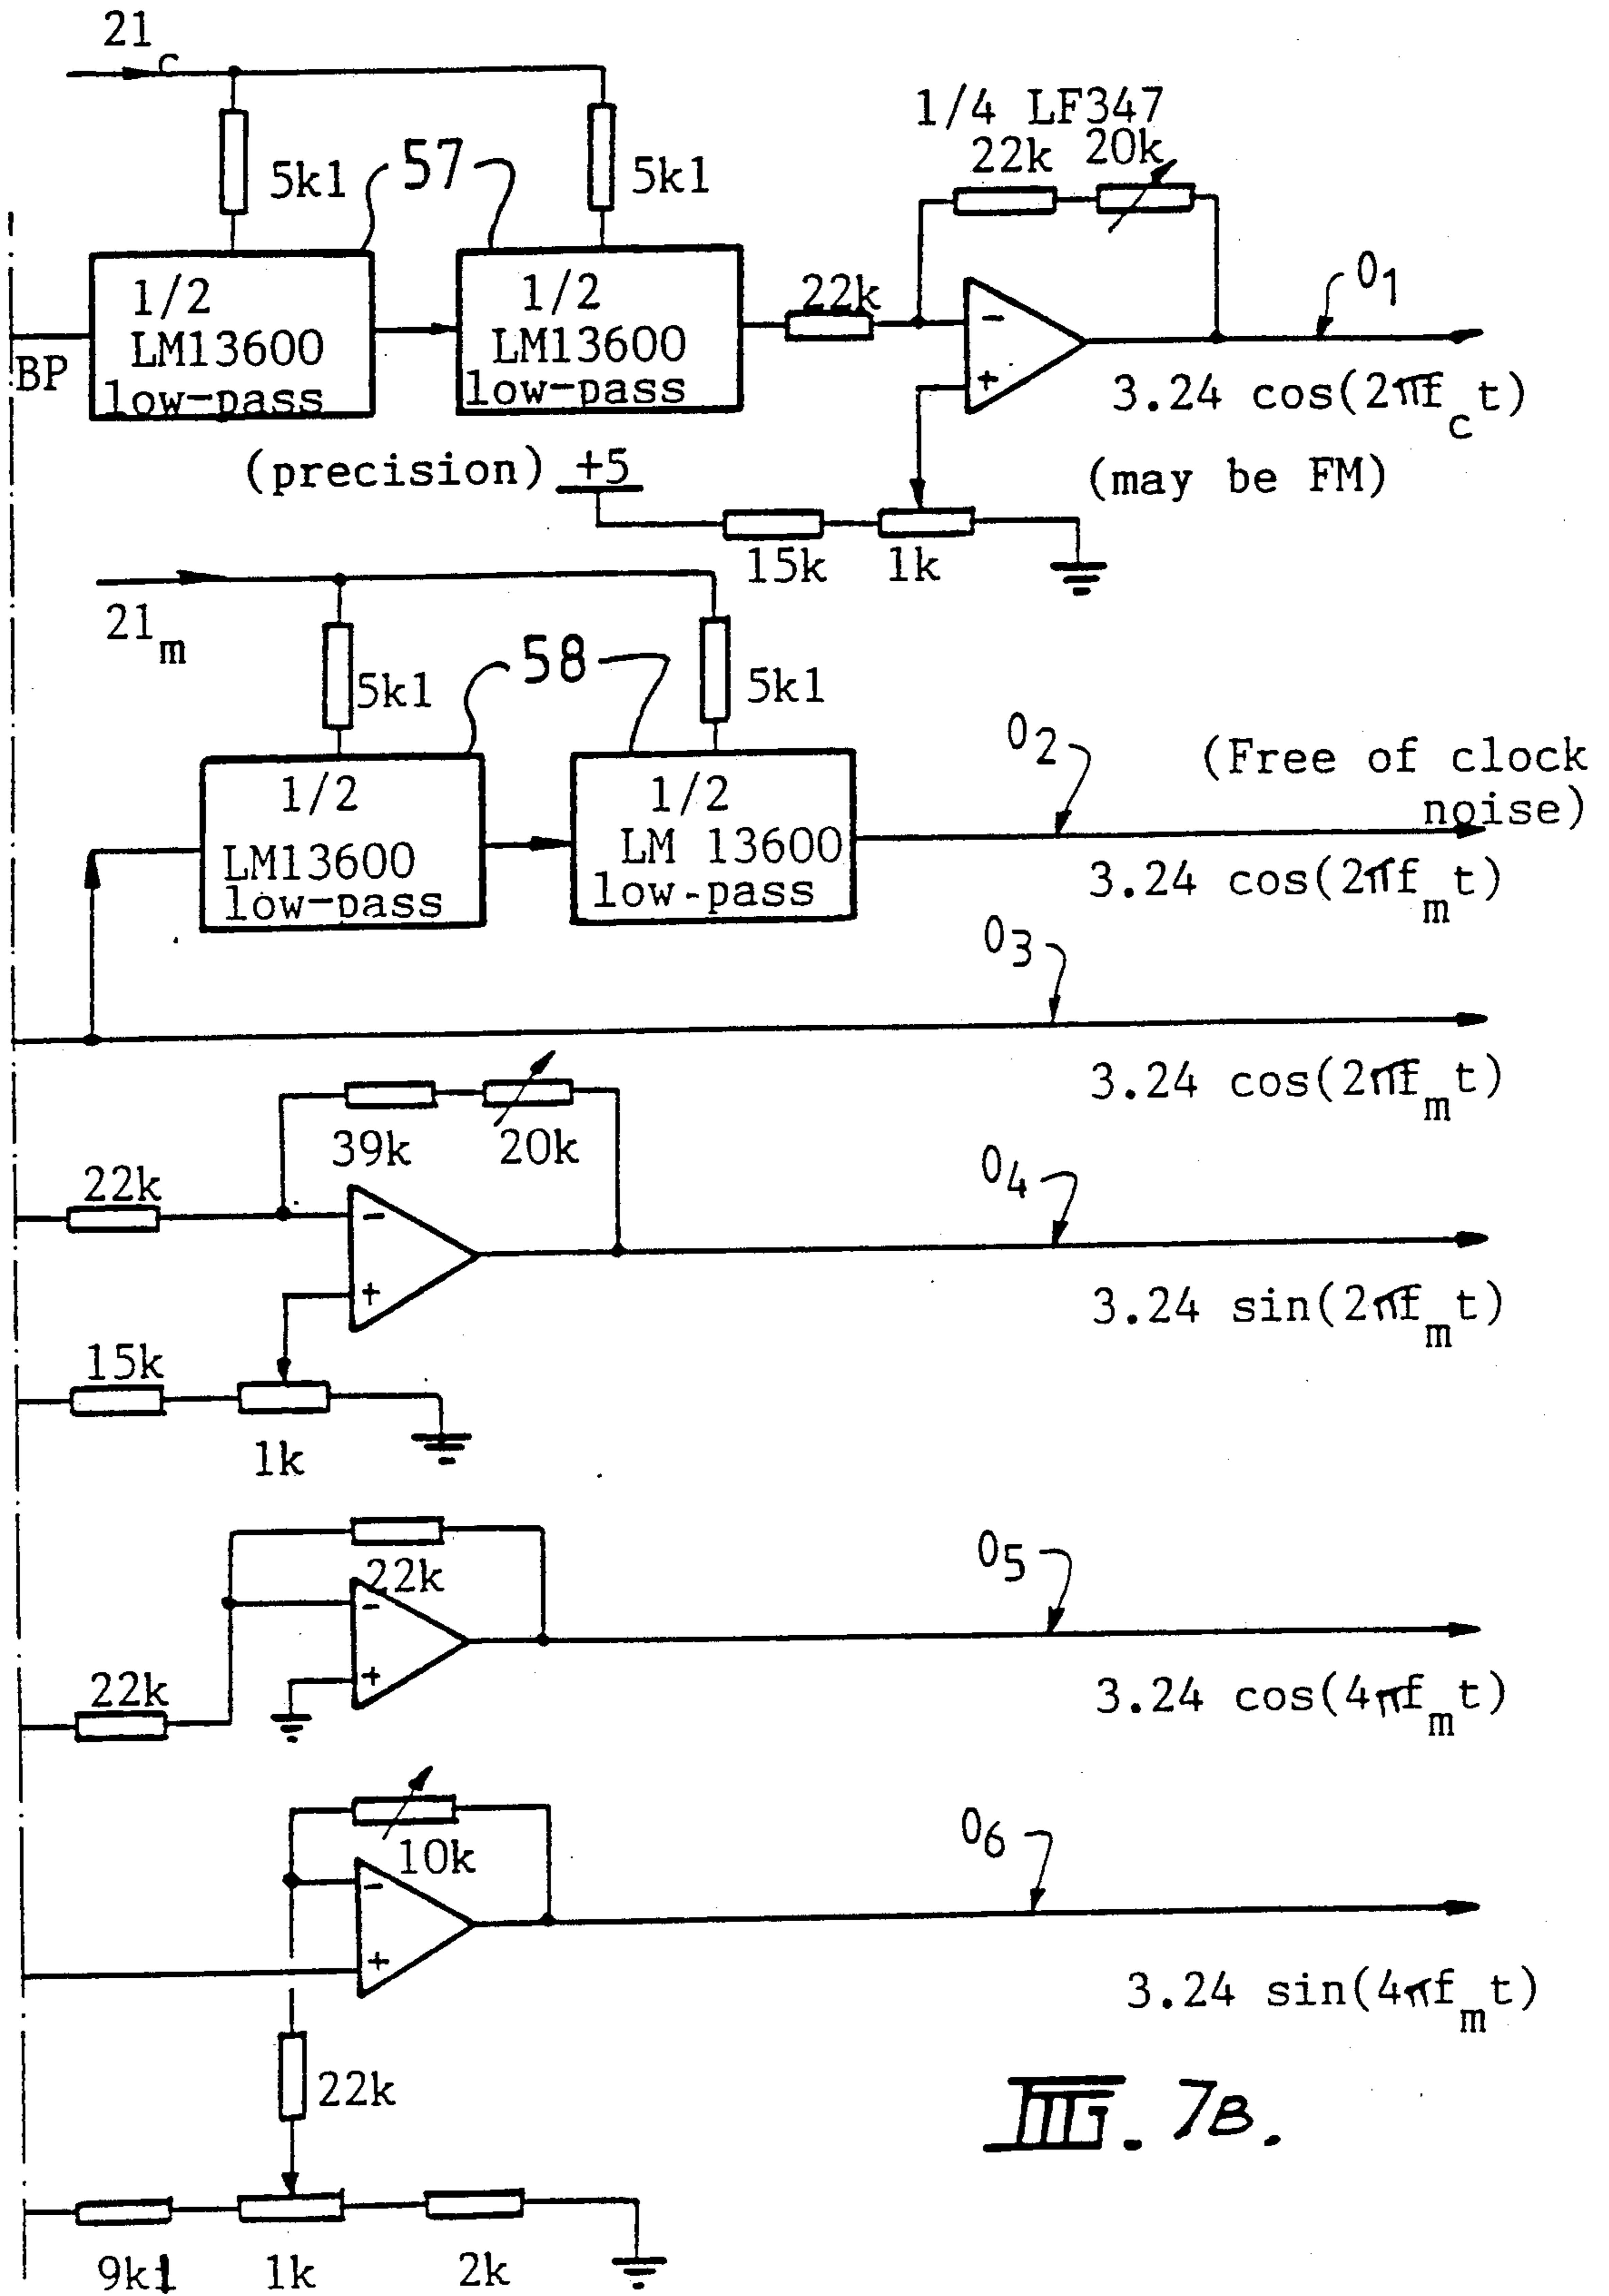 21c
1/4 LF347
22k 20k
5k1 57 5k1
01
1/2
LM13600
low-pass
1/2
LM13600
low-pass
22k
−
+
BP
3.24 cos(2πfct)
(precision) +5
(may be FM)
15k 1k
21m
5k1 58 5k1
02
(Free of clock
noise)
1/2
LM13600
low-pass
1/2
LM 13600
low-pass
3.24 cos(2πfmt)
03
3.24 cos(2πfmt)
39k 20k
22k
04
−
+
3.24 sin(2πfmt)
15k
1k
05
22k
−
+
22k
3.24 cos(4πfmt)
10k
06
−
+
3.24 sin(4πfmt)
22k
FIG. 7B.
9k1 1k 2k